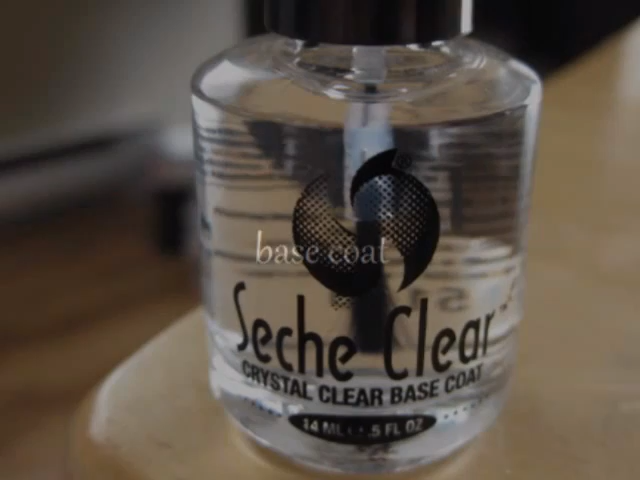 base coat
Seche Clear
CRYSTAL CLEAR BASE COAT
14 ML • .5 FL OZ